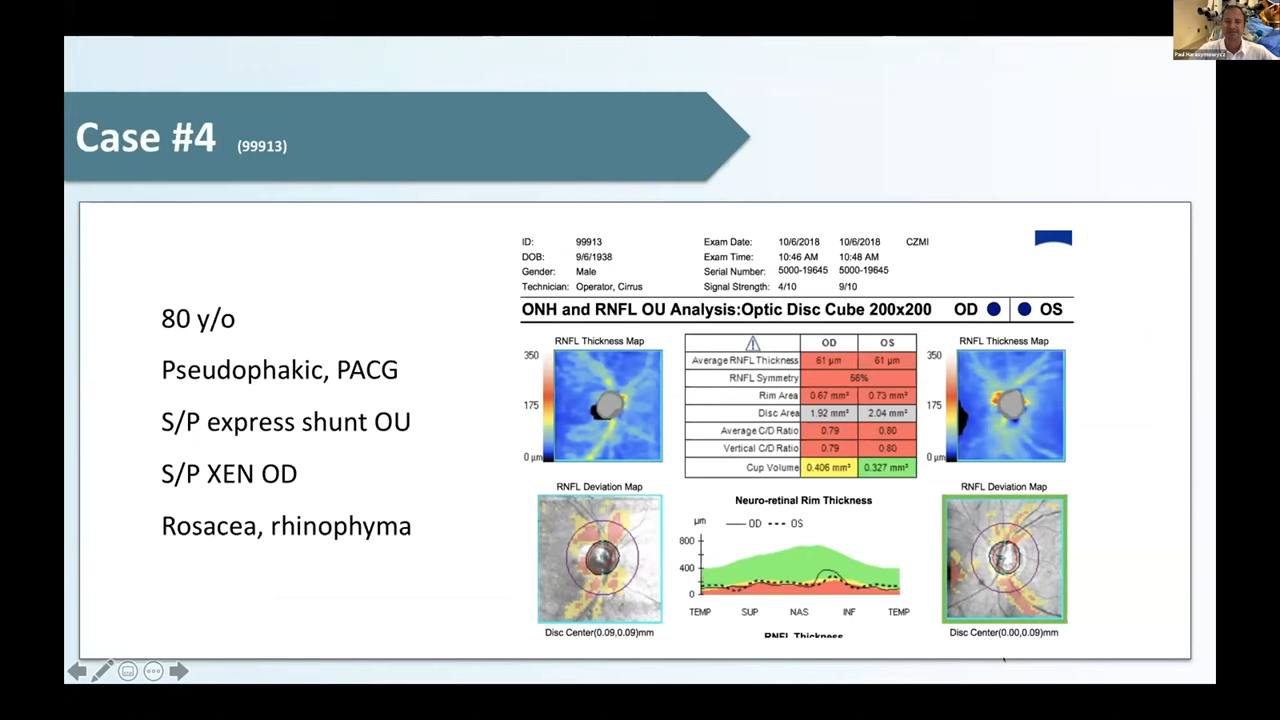 Paul Harasymowycz
Case #4 (99913)
80 y/o
Pseudophakic, PACG
S/P express shunt OU
S/P XEN OD
Rosacea, rhinophyma
ID: 99913
DOB: 9/6/1938
Gender: Male
Technician: Operator, Cirrus
Exam Date: 10/6/2018 10/6/2018 CZMI
Exam Time: 10:46 AM 10:48 AM
Serial Number: 5000-19645 5000-19645
Signal Strength: 4/10 9/10
ONH and RNFL OU Analysis:Optic Disc Cube 200x200 OD OS
RNFL Thickness Map
350
175
0 µm
OD OS
Average RNFL Thickness 61 µm 61 µm
RNFL Symmetry 56%
Rim Area 0.67 mm² 0.73 mm²
Disc Area 1.92 mm² 2.04 mm²
Average C/D Ratio 0.79 0.80
Vertical C/D Ratio 0.79 0.80
Cup Volume 0.406 mm³ 0.327 mm³
RNFL Thickness Map
350
175
0 µm
RNFL Deviation Map
Disc Center(0.09,0.09)mm
Neuro-retinal Rim Thickness
µm OD OS
800
400
0
TEMP SUP NAS INF TEMP
RNFL Thickness
RNFL Deviation Map
Disc Center(0.00,0.09)mm